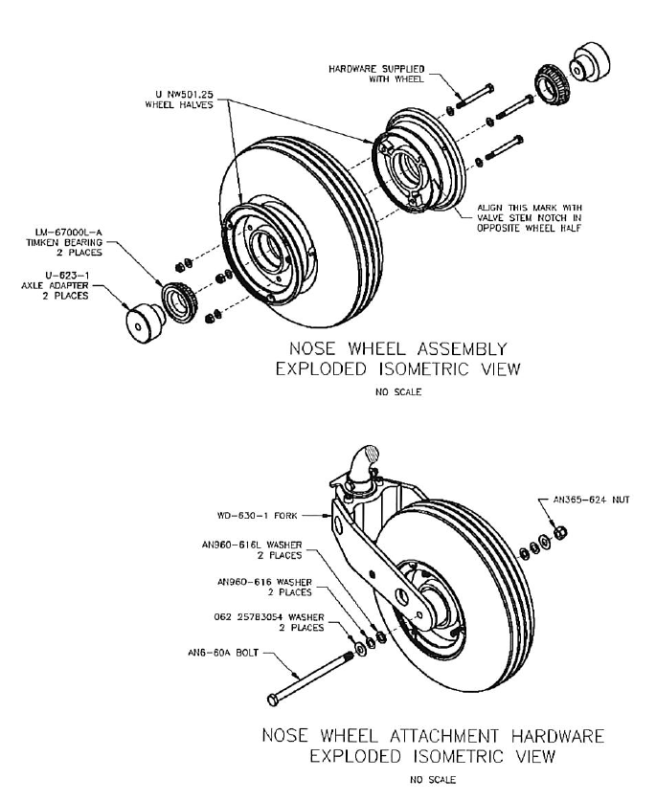 HARDWARE SUPPLIED
WITH WHEEL
U NW501.25
WHEEL HALVES
ALIGN THIS MARK WITH
VALVE STEM NOTCH IN
OPPOSITE WHEEL HALF
LM-67000L-A
TIMKEN BEARING
2 PLACES
U-623-1
AXLE ADAPTER
2 PLACES
NOSE WHEEL ASSEMBLY
EXPLODED ISOMETRIC VIEW
NO SCALE
AN365-624 NUT
WD-630-1 FORK
AN960-616L WASHER
2 PLACES
AN960-616 WASHER
2 PLACES
062 25783054 WASHER
2 PLACES
AN6-60A BOLT
NOSE WHEEL ATTACHMENT HARDWARE
EXPLODED ISOMETRIC VIEW
NO SCALE